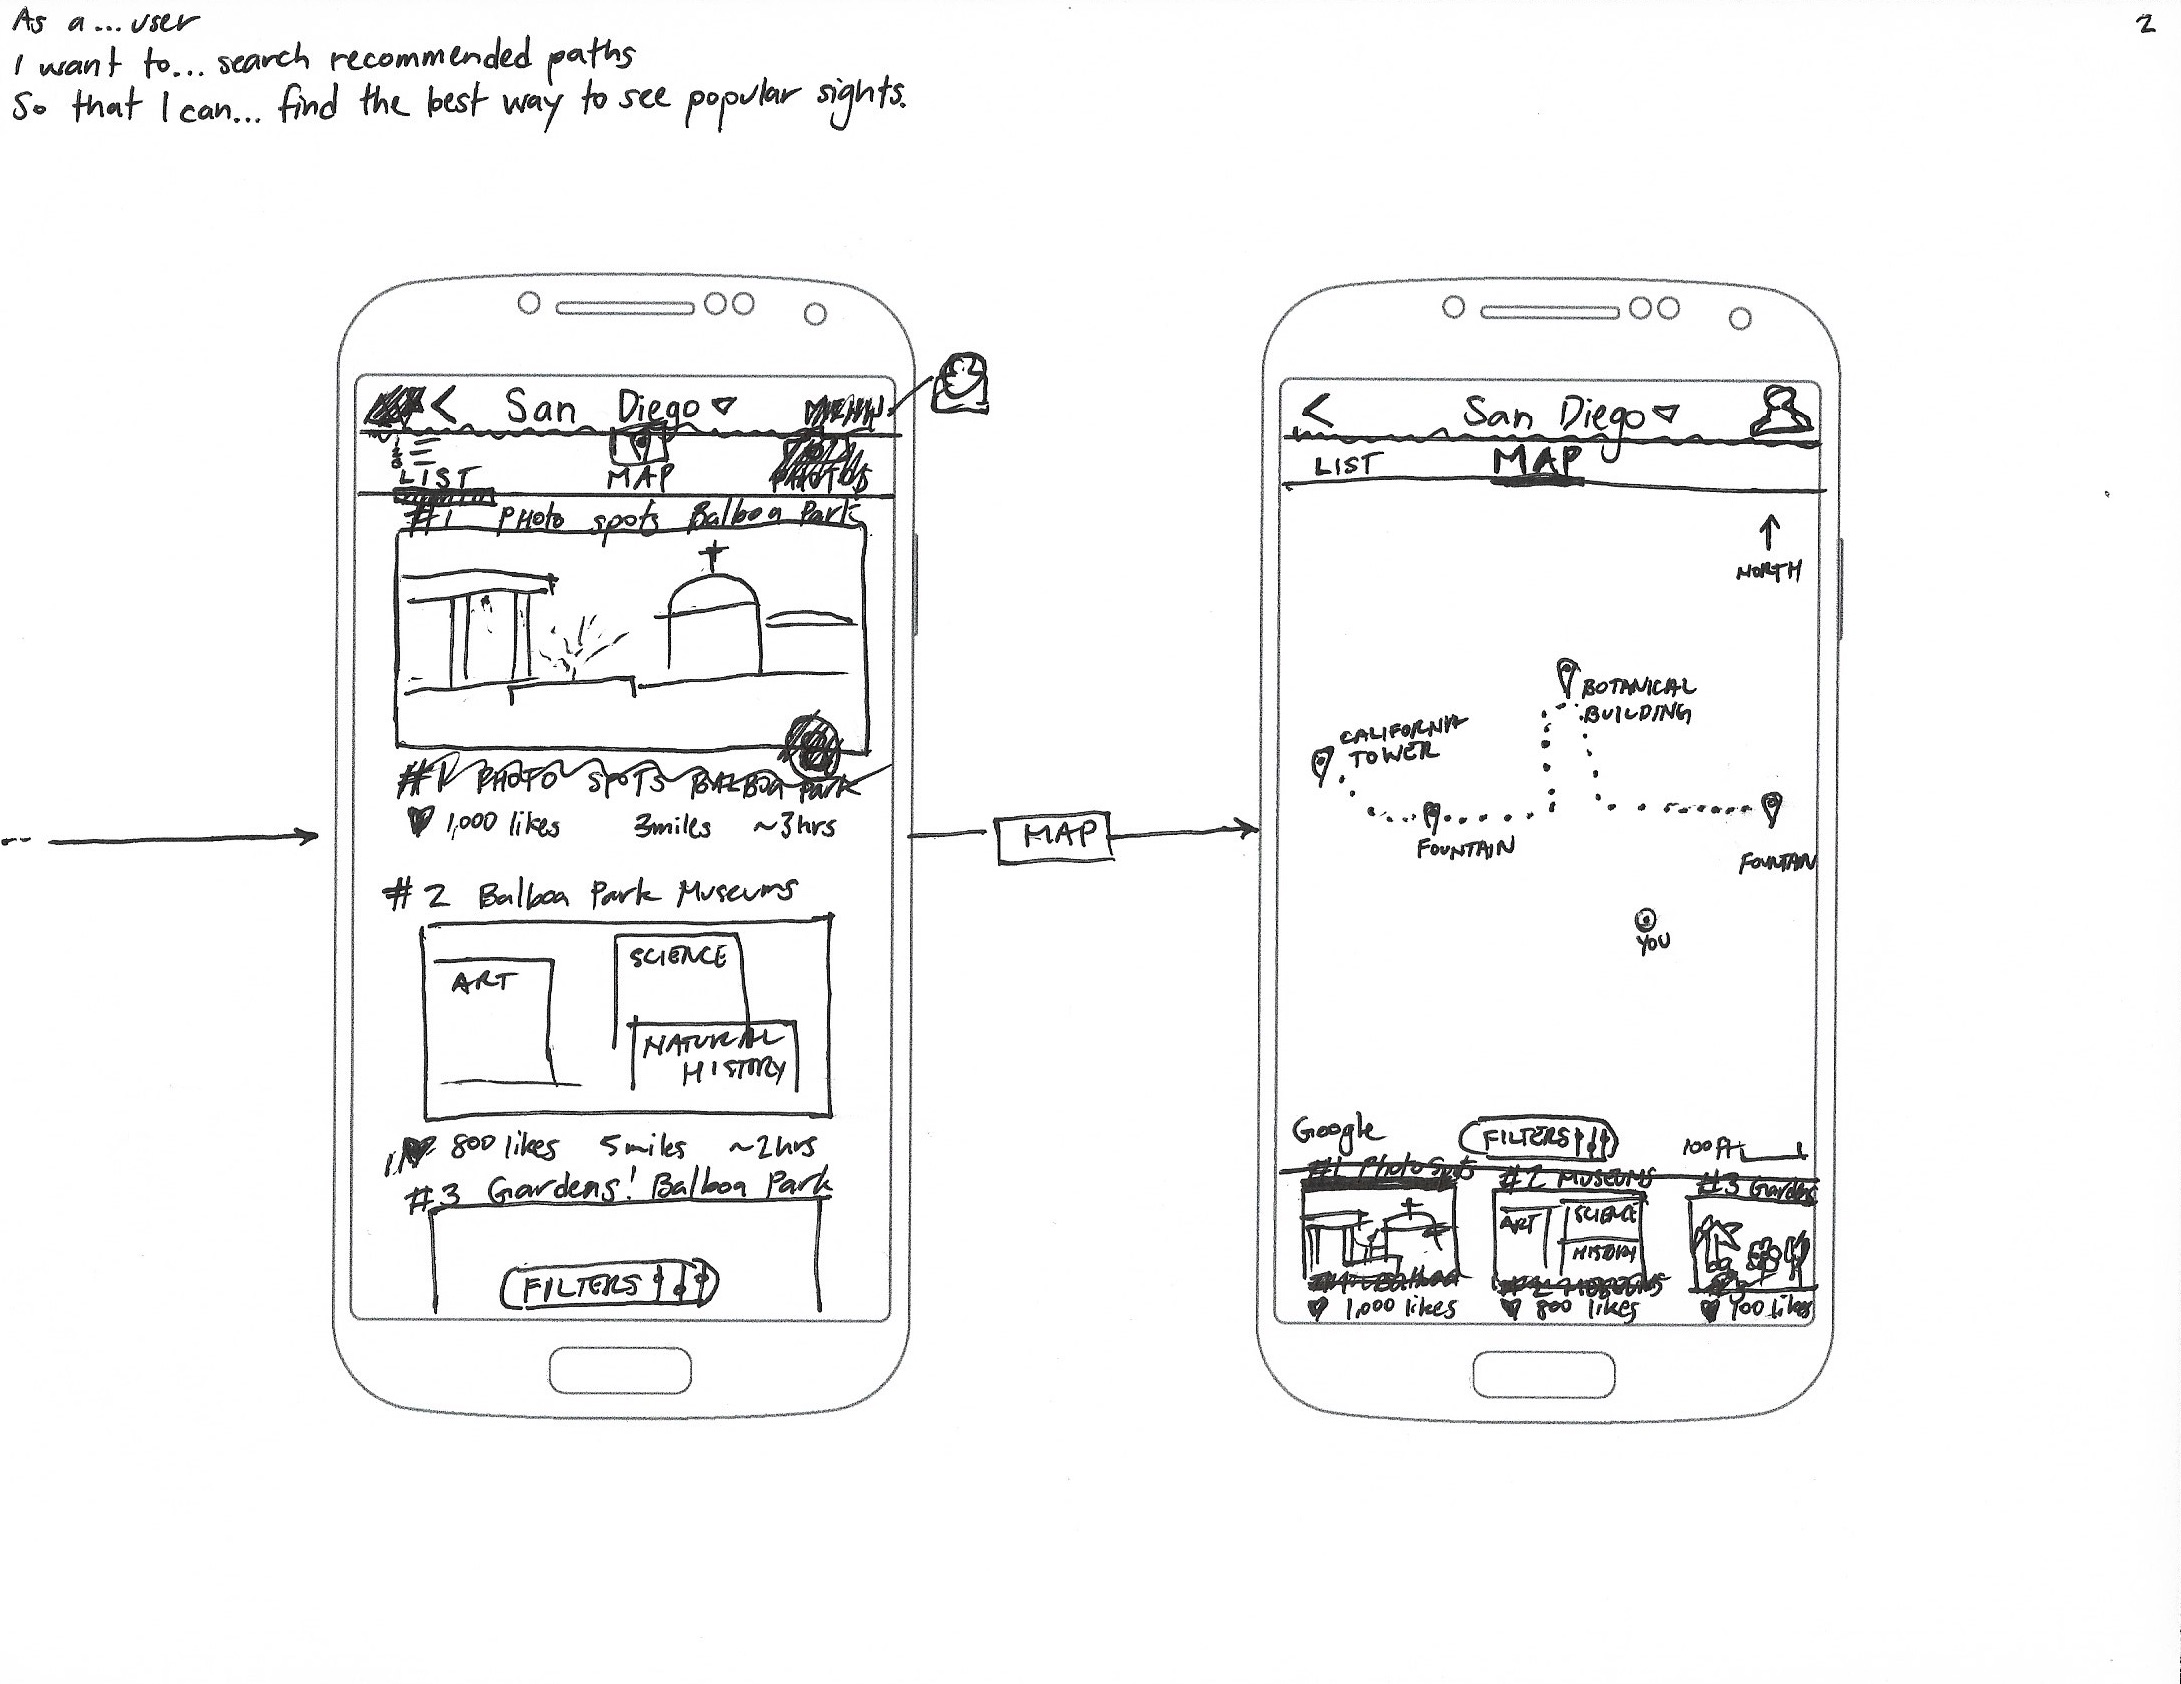 As a... user
2
I want to... search recommended paths
So that I can... find the best way to see popular sights.
< San Diego
LIST MAP PHOTOS
#1 PHOTO spots Balboa Park
#1 PHOTO SPOTS BALBOA Park
1,000 likes 3miles ~3hrs
#2 Balboa Park Museums
ART
SCIENCE
NATURAL
HISTORY
800 likes 5miles ~2hrs
#3 Gardens! Balboa Park
FILTERS
MAP
< San Diego
LIST MAP
NORTH
BOTANICAL
BUILDING
CALIFORNIA
TOWER
FOUNTAIN
FOUNTAIN
YOU
Google FILTERS 100Ft
#1 Photo Spots #2 MUSEUMS #3 Gardens
ART SCIENCE
HISTORY
#2 MUSEUMS
1,000 likes 800 likes 700 likes